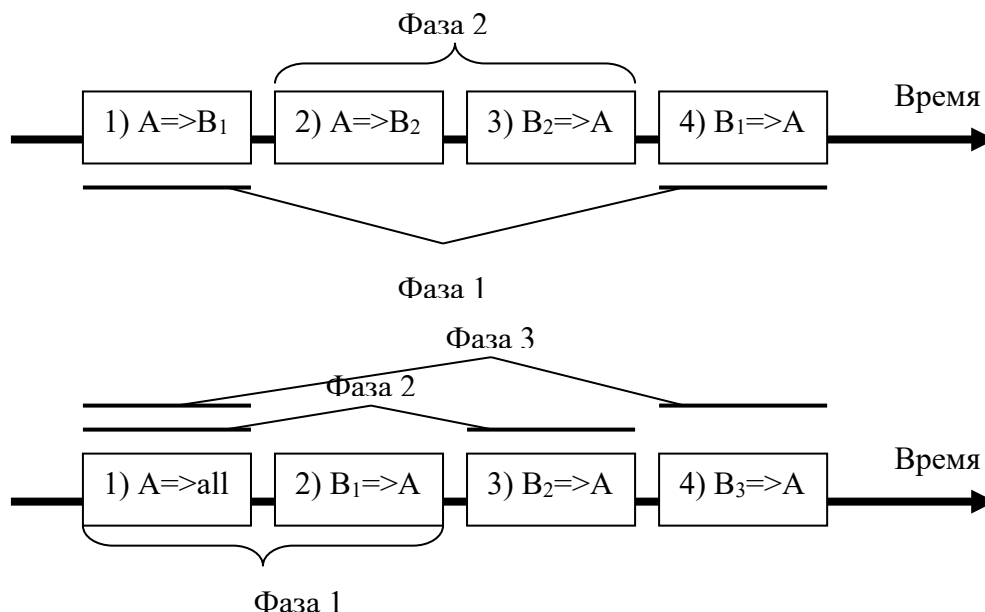 Фаза 2
Время
1) A=>B₁ 2) A=>B₂ 3) B₂=>A 4) B₁=>A
Фаза 1
Фаза 3
Фаза 2
Время
1) A=>all 2) B₁=>A 3) B₂=>A 4) B₃=>A
Фаза 1